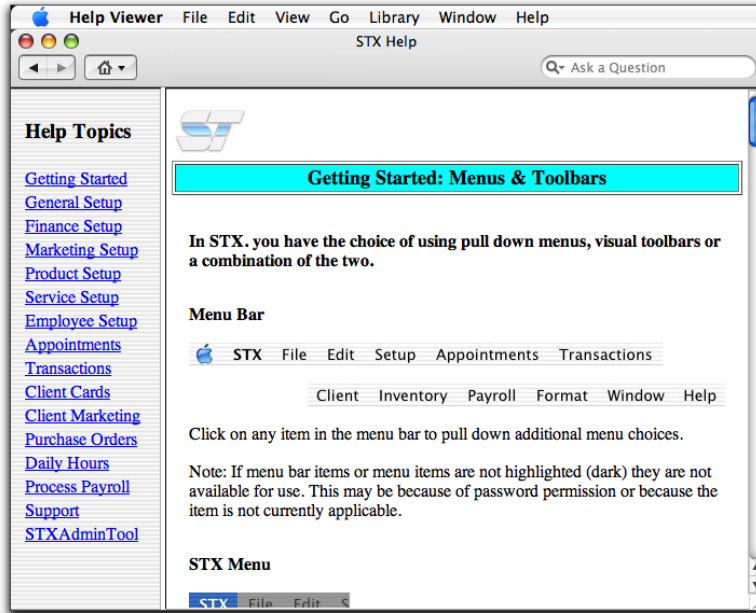 Help Viewer File Edit View Go Library Window Help
STX Help
Ask a Question
Help Topics
Getting Started
General Setup
Finance Setup
Marketing Setup
Product Setup
Service Setup
Employee Setup
Appointments
Transactions
Client Cards
Client Marketing
Purchase Orders
Daily Hours
Process Payroll
Support
STXAdminTool
ST
Getting Started: Menus & Toolbars
In STX. you have the choice of using pull down menus, visual toolbars or
a combination of the two.
Menu Bar
STX File Edit Setup Appointments Transactions
Client Inventory Payroll Format Window Help
Click on any item in the menu bar to pull down additional menu choices.
Note: If menu bar items or menu items are not highlighted (dark) they are not
available for use. This may be because of password permission or because the
item is not currently applicable.
STX Menu
STX File Edit S